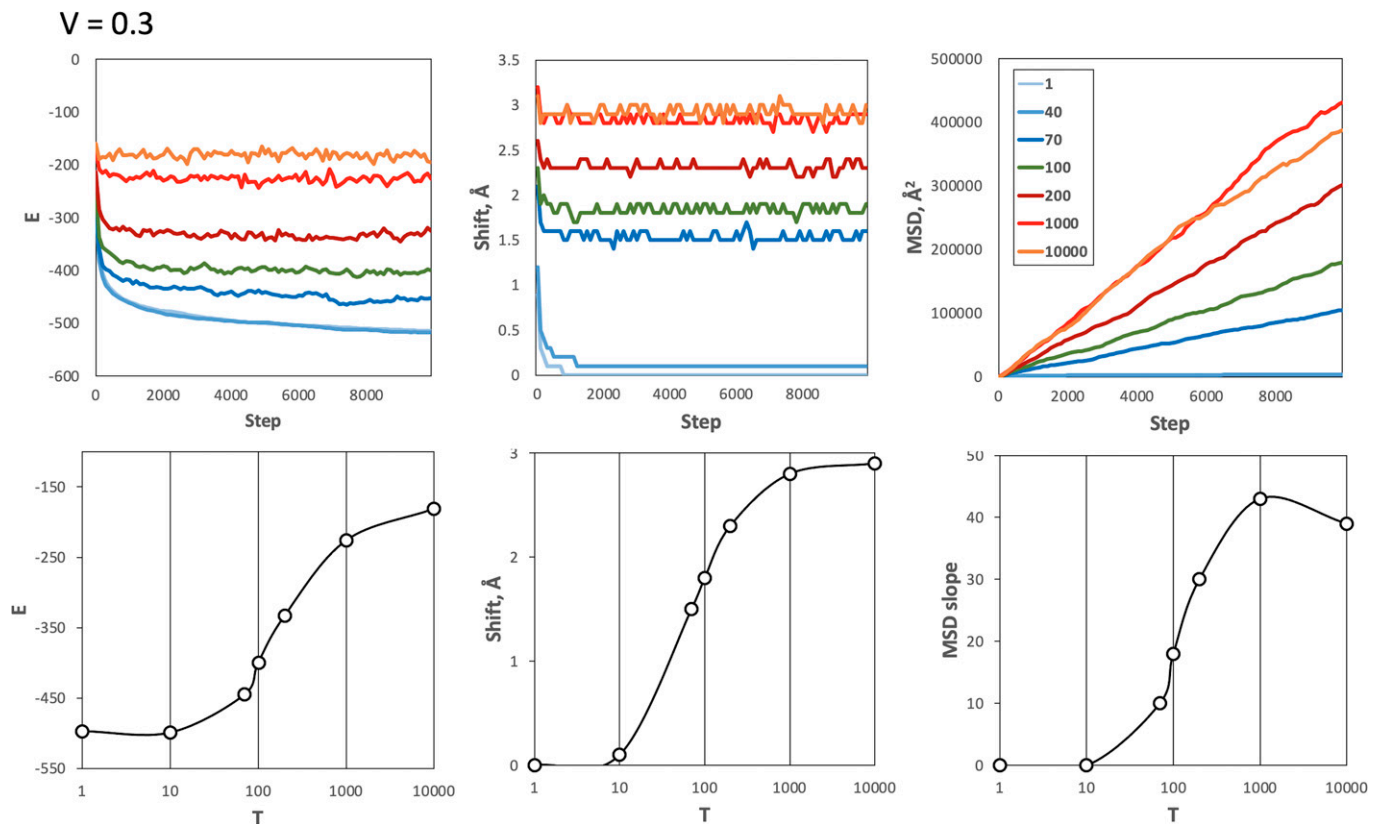 V = 0.3
0
-100
-200
-300
-400
-500
-600
E
0 2000 4000 6000 8000
Step
3.5
3
2.5
2
1.5
1
0.5
0
Shift, Å
0 2000 4000 6000 8000
Step
500000
400000
300000
200000
100000
0
MSD, Å²
1
40
70
100
200
1000
10000
0 2000 4000 6000 8000
Step
-150
-250
-350
-450
-550
E
1 10 100 1000 10000
T
3
2
1
0
Shift, Å
1 10 100 1000 10000
T
50
40
30
20
10
0
MSD slope
1 10 100 1000 10000
T